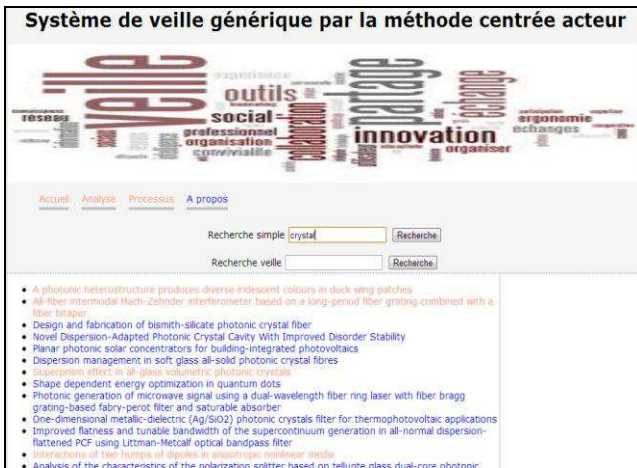 Système de veille générique par la méthode centrée acteur
veille
outils
social
partage
échange
réseau
professionnel
organisation
convivialite
collaboration
innovation
ergonomie
echanges
organiser
Accueil Analyse Processus A propos
Recherche simple crystal Recherche
Recherche veille Recherche
A photonic heterostructure produces diverse iridescent colours in duck wing patches
All-fiber intermodal Mach-Zehnder interferometer based on a long-period fiber grating combined with a
fiber bitaper
Design and fabrication of bismith-silicate photonic crystal fiber
Novel Dispersion-Adapted Photonic Crystal Cavity With Improved Disorder Stability
Planar photonic solar concentrators for building-integrated photovoltaics
Dispersion management in soft glass all-solid photonic crystal fibres
Superprism effect in all-glass volumetric photonic crystals
Shape dependent energy optimization in quantum dots
Photonic generation of microwave signal using a dual-wavelength fiber ring laser with fiber bragg
grating-based fabry-perot filter and saturable absorber
One-dimensional metallic-dielectric (Ag/SiO2) photonic crystals filter for thermophotovoltaic applications
Improved flatness and tunable bandwidth of the supercontinuum generation in all-normal dispersion-
flattened PCF using Littman-Metcalf optical bandpass filter
Interactions of two humps of dipoles in anisotropic nonlinear media
Analysis of the characteristics of the polarization splitter based on tellurite glass dual-core photonic